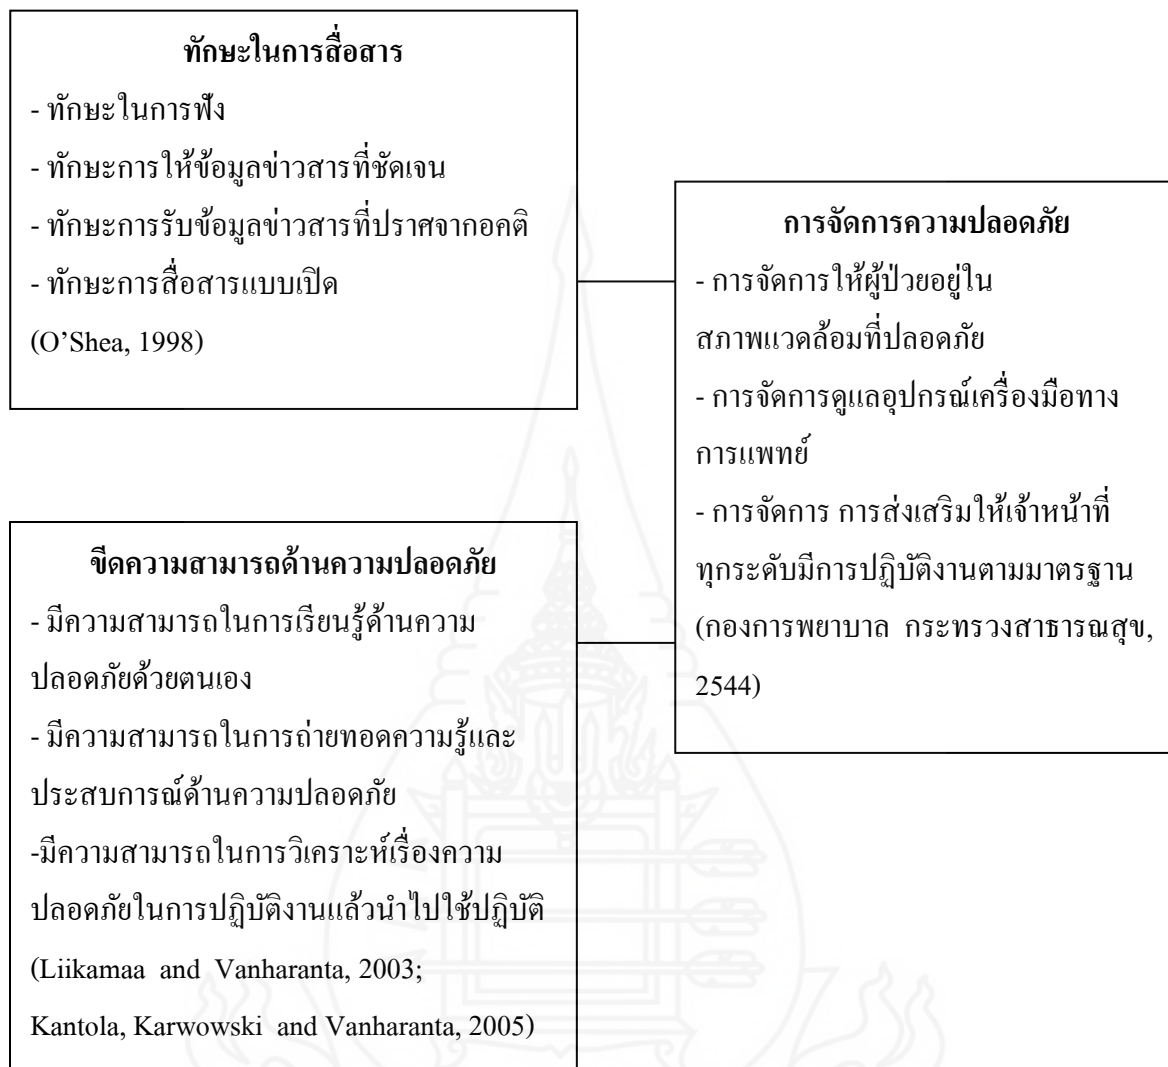 ทักษะในการสื่อสาร
- ทักษะในการฟัง
- ทักษะการให้ข้อมูลข่าวสารที่ชัดเจน
- ทักษะการรับข้อมูลข่าวสารที่ปราศจากอคติ
- ทักษะการสื่อสารแบบเปิด
(O’Shea, 1998)
การจัดการความปลอดภัย
- การจัดการให้ผู้ป่วยอยู่ใน
สภาพแวดล้อมที่ปลอดภัย
- การจัดการดูแลอุปกรณ์เครื่องมือทาง
การแพทย์
- การจัดการ การส่งเสริมให้เจ้าหน้าที่
ทุกระดับมีการปฏิบัติงานตามมาตรฐาน
(กองการพยาบาล กระทรวงสาธารณสุข,
2544)
ขีดความสามารถด้านความปลอดภัย
- มีความสามารถในการเรียนรู้ด้านความ
ปลอดภัยด้วยตนเอง
- มีความสามารถในการถ่ายทอดความรู้และ
ประสบการณ์ด้านความปลอดภัย
-มีความสามารถในการวิเคราะห์เรื่องความ
ปลอดภัยในการปฏิบัติงานแล้วนำไปใช้ปฏิบัติ
(Liikamaa and Vanharanta, 2003;
Kantola, Karwowski and Vanharanta, 2005)